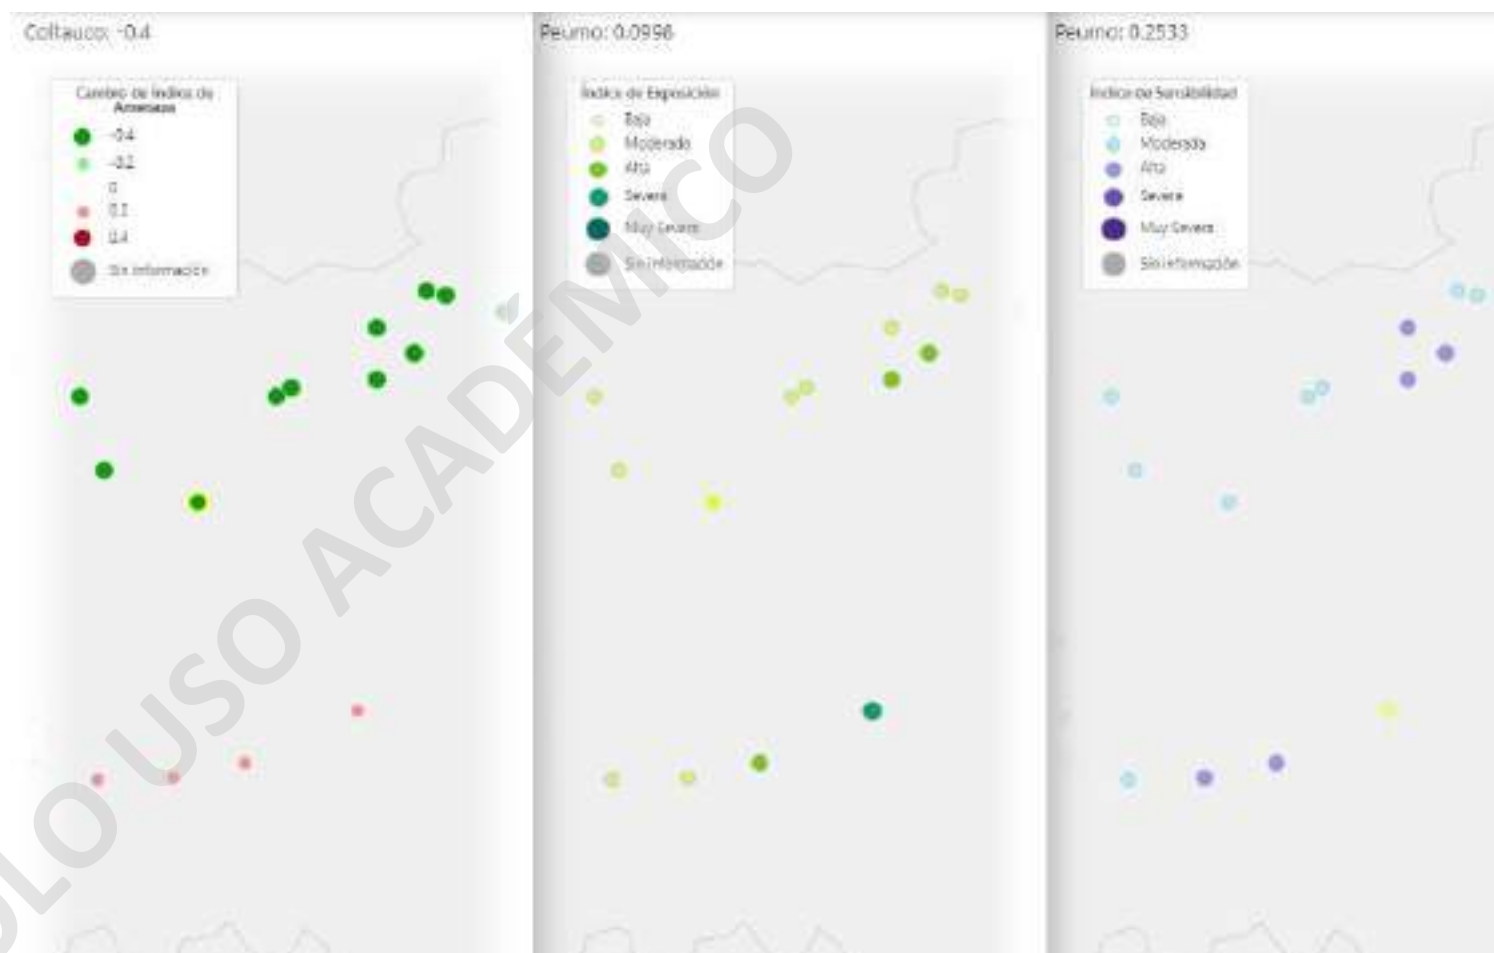 Coltauco: -0.4
Peumo: 0.0996
Peumo: 0.2533
Cambio de Índice de
Amenaza
-0.4
-0.2
0
0.2
0.4
Sin información
Índice de Exposición
Baja
Moderada
Alta
Severa
Muy Severa
Sin información
Índice de Sensibilidad
Baja
Moderada
Alta
Severa
Muy Severa
Sin información
SOLO USO ACADÉMICO